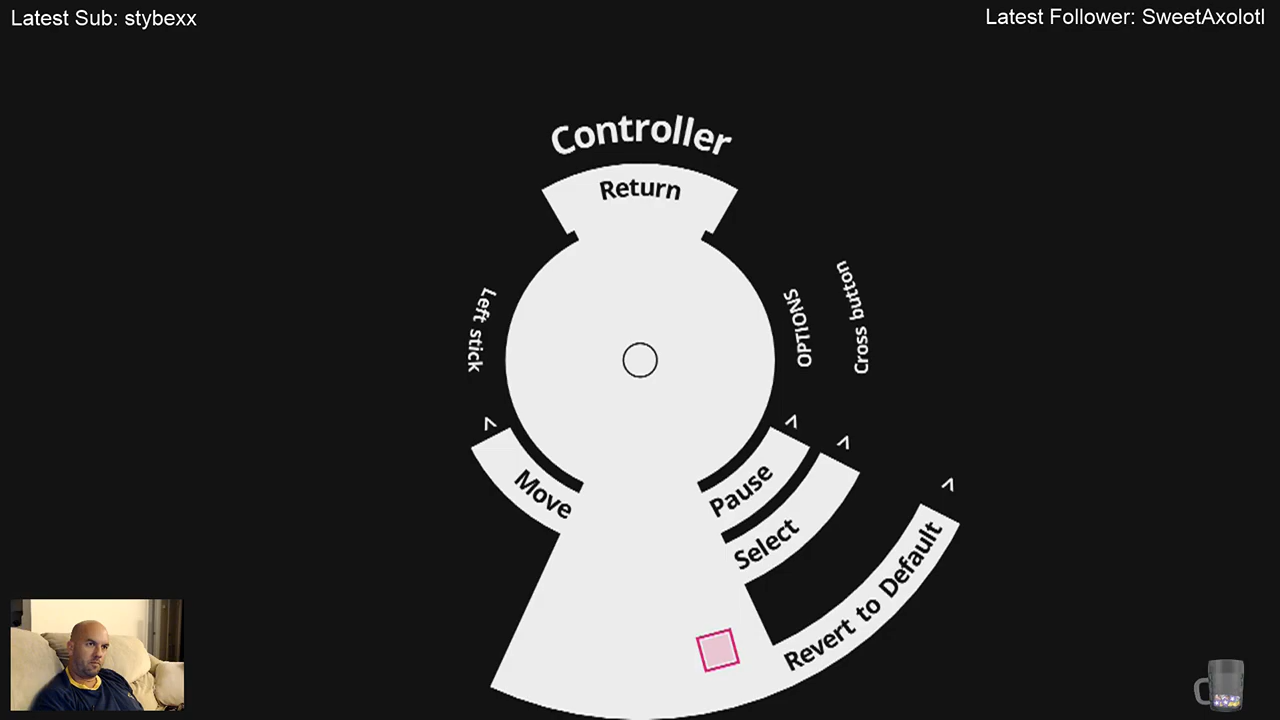 Latest Sub: stybexx
Latest Follower: SweetAxolotl
Controller
Return
Left stick
OPTIONS
Cross button
Move
Pause
Select
Revert to Default